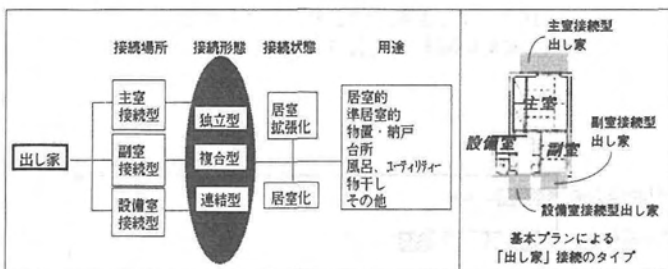 接続場所 接続形態 接続状態 用途
出し家
主室
接続型
副室
接続型
設備室
接続型
独立型
複合型
連結型
居室
拡張化
居室化
居室的
準居室的
物置・納戸
台所
風呂、ユーティリティー
物干し
その他
主室接続型
出し家
主室
副室接続型
出し家
設備室
副室
設備室接続型出し家
基本プランによる
「出し家」接続のタイプ